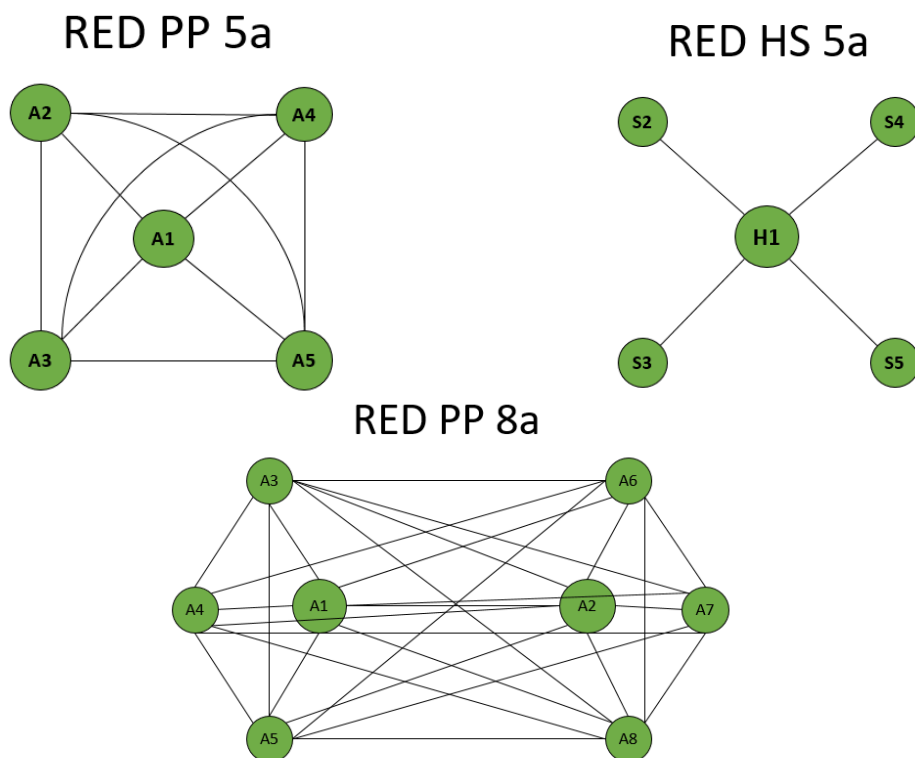 RED PP 5a
RED HS 5a
A2
A4
A1
A3
A5
S2
S4
H1
S3
S5
RED PP 8a
A3
A6
A4
A1
A2
A7
A5
A8